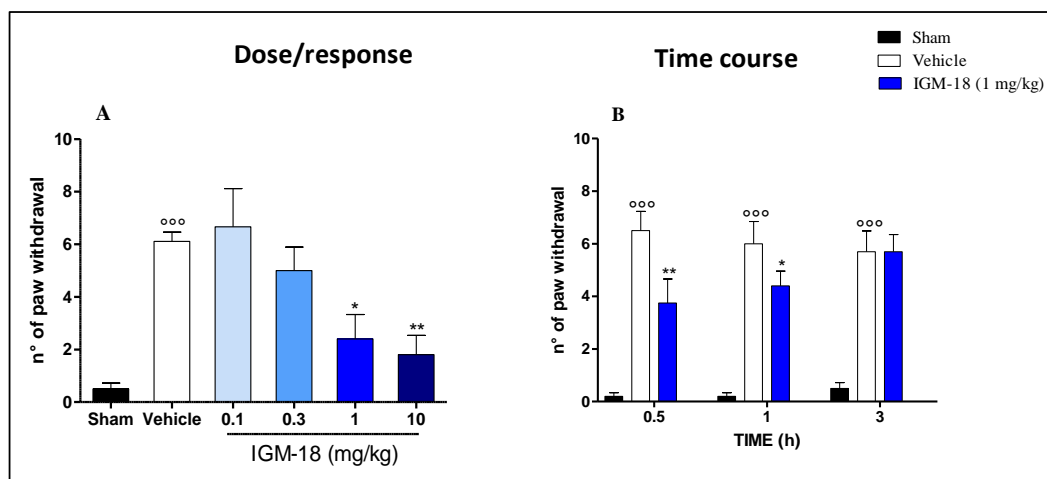 Dose/response
Time course
Sham
Vehicle
IGM-18 (1 mg/kg)
A
n° of paw withdrawal
10
8
6
4
2
0
°°°
*
**
Sham Vehicle 0.1 0.3 1 10
IGM-18 (mg/kg)
B
n° of paw withdrawal
10
8
6
4
2
0
°°° °°° °°°
** *
0.5 1 3
TIME (h)